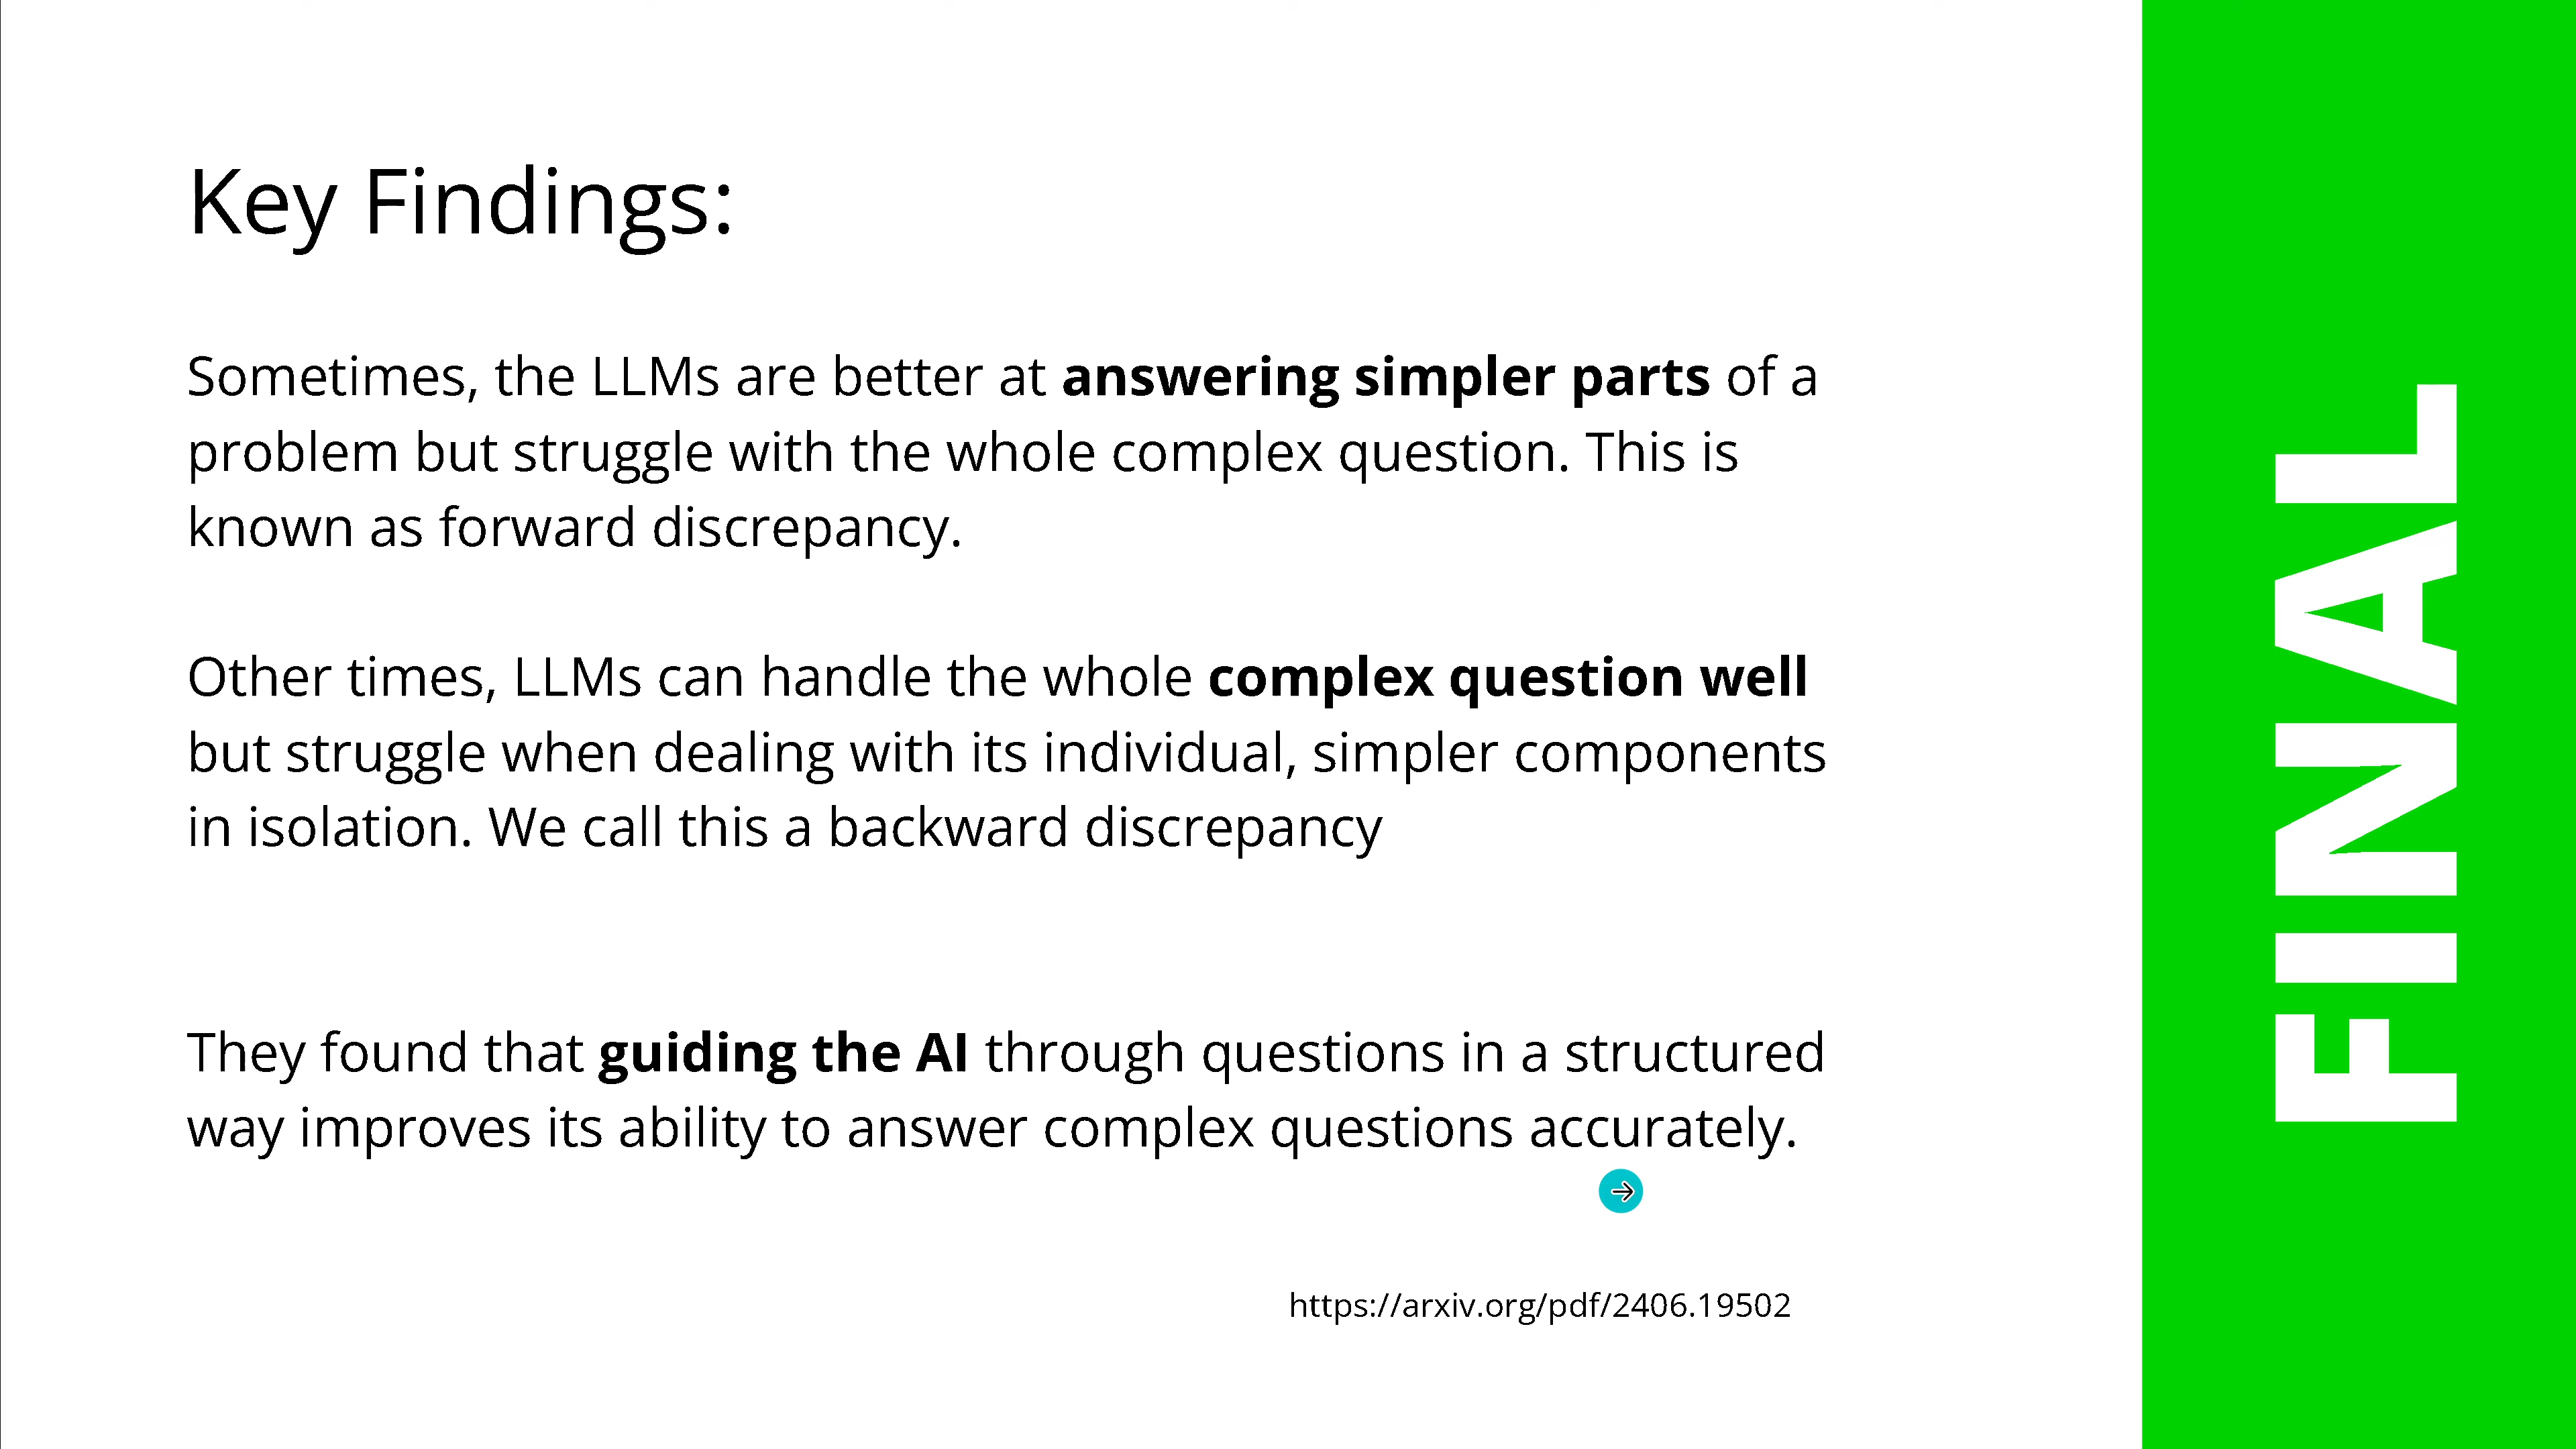 Key Findings:
Sometimes, the LLMs are better at answering simpler parts of a
problem but struggle with the whole complex question. This is
known as forward discrepancy.
Other times, LLMs can handle the whole complex question well
but struggle when dealing with its individual, simpler components
in isolation. We call this a backward discrepancy
They found that guiding the AI through questions in a structured
way improves its ability to answer complex questions accurately.
https://arxiv.org/pdf/2406.19502
FINAL